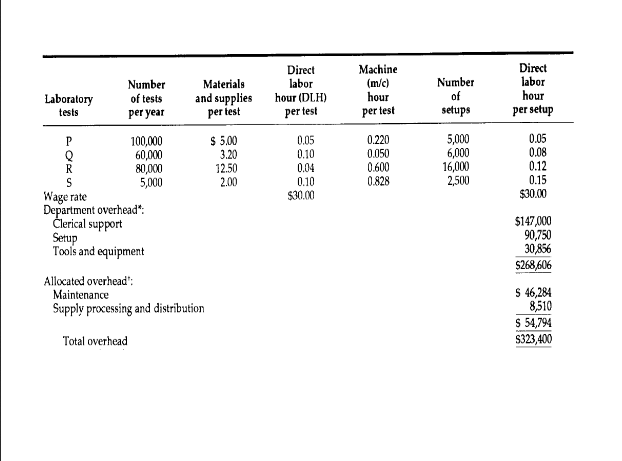 Direct Machine Direct
Number Materials labor (m/c) Number labor
Laboratory of tests and supplies hour (DLH) hour of hour
tests per year per test per test per test setups per setup
P 100,000 $ 5.00 0.05 0.220 5,000 0.05
Q 60,000 3.20 0.10 0.050 6,000 0.08
R 80,000 12.50 0.04 0.600 16,000 0.12
S 5,000 2.00 0.10 0.828 2,500 0.15
Wage rate $30.00 $30.00
Department overhead*:
Clerical support $147,000
Setup 90,750
Tools and equipment 30,856
$268,606
Allocated overhead†:
Maintenance $ 46,284
Supply processing and distribution 8,510
$ 54,794
Total overhead $323,400